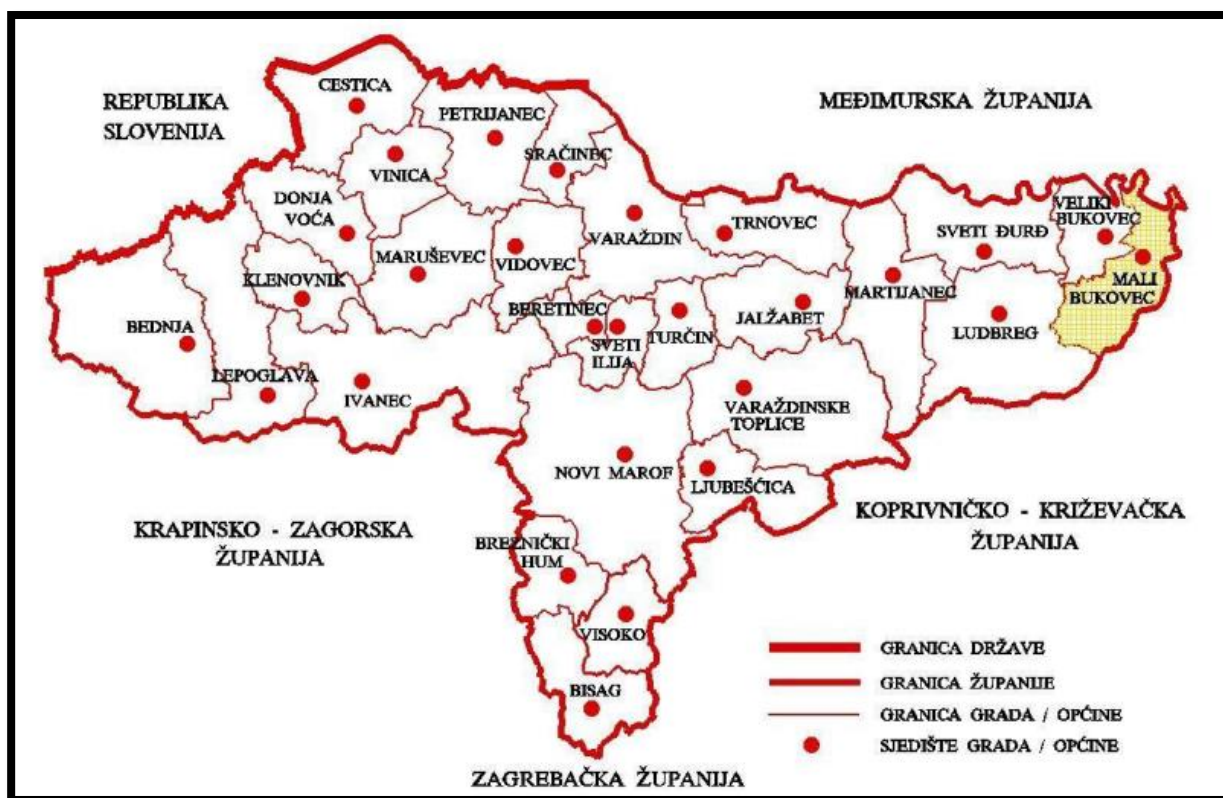 REPUBLIKA
SLOVENIJA
MEĐIMURSKA ŽUPANIJA
CESTICA
PETRIJANEC
SRAČINEC
VINICA
DONJA
VOĆA
MARUŠEVEC
VIDOVEC
VARAŽDIN
TRNOVEC
SVETI ĐURĐ
VELIKI
BUKOVEC
KLENOVNIK
MARTIJANEC
MALI
BUKOVEC
BEDNJA
BERETINEC
SVETI
ILIJA
TURČIN
JALŽABET
LUDBREG
LEPOGLAVA
IVANEC
VARAŽDINSKE
TOPLICE
NOVI MAROF
LJUBEŠĆICA
KRAPINSKO - ZAGORSKA
ŽUPANIJA
KOPRIVNIČKO - KRIŽEVAČKA
ŽUPANIJA
BREZNIČKI
HUM
VISOKO
BISAG
ZAGREBAČKA ŽUPANIJA
GRANICA DRŽAVE
GRANICA ŽUPANIJE
GRANICA GRADA / OPĆINE
SJEDIŠTE GRADA / OPĆINE